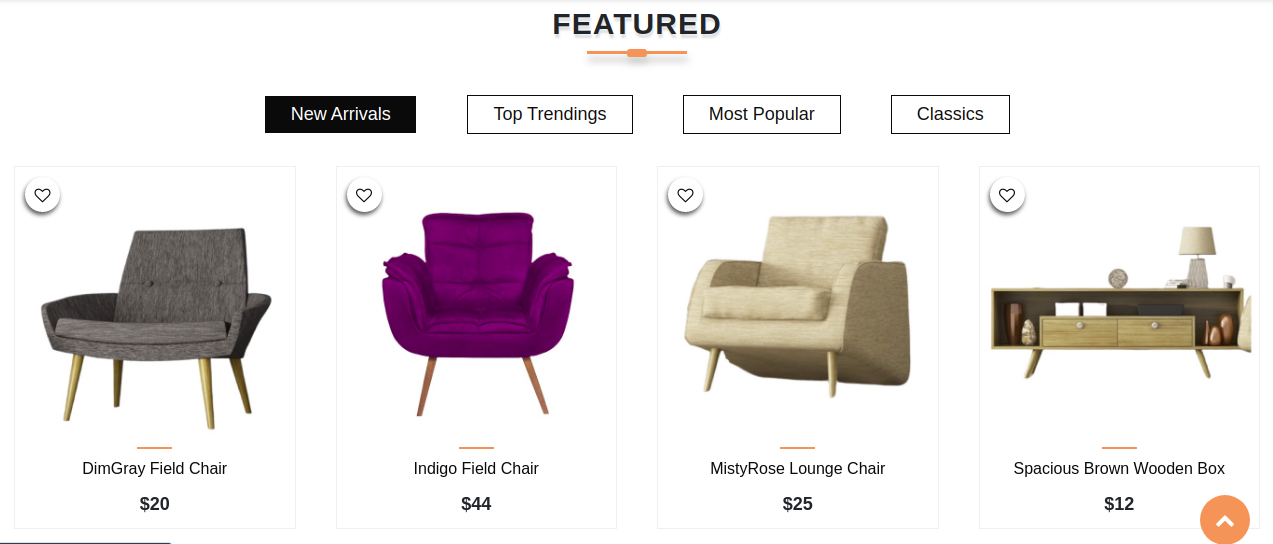 FEATURED
New Arrivals
Top Trendings
Most Popular
Classics
DimGray Field Chair
$20
Indigo Field Chair
$44
MistyRose Lounge Chair
$25
Spacious Brown Wooden Box
$12